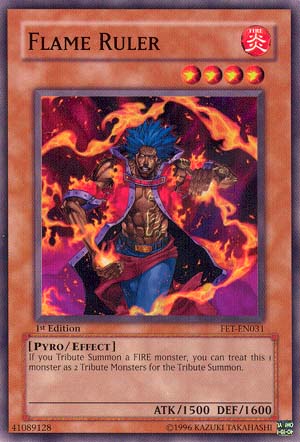 FLAME RULER
FIRE
炎
1st Edition
FET-EN031
[PYRO/EFFECT]
If you Tribute Summon a FIRE monster, you can treat this 1
monster as 2 Tribute Monsters for the Tribute Summon.
ATK/1500 DEF/1600
41089128
©1996 KAZUKI TAKAHASHI